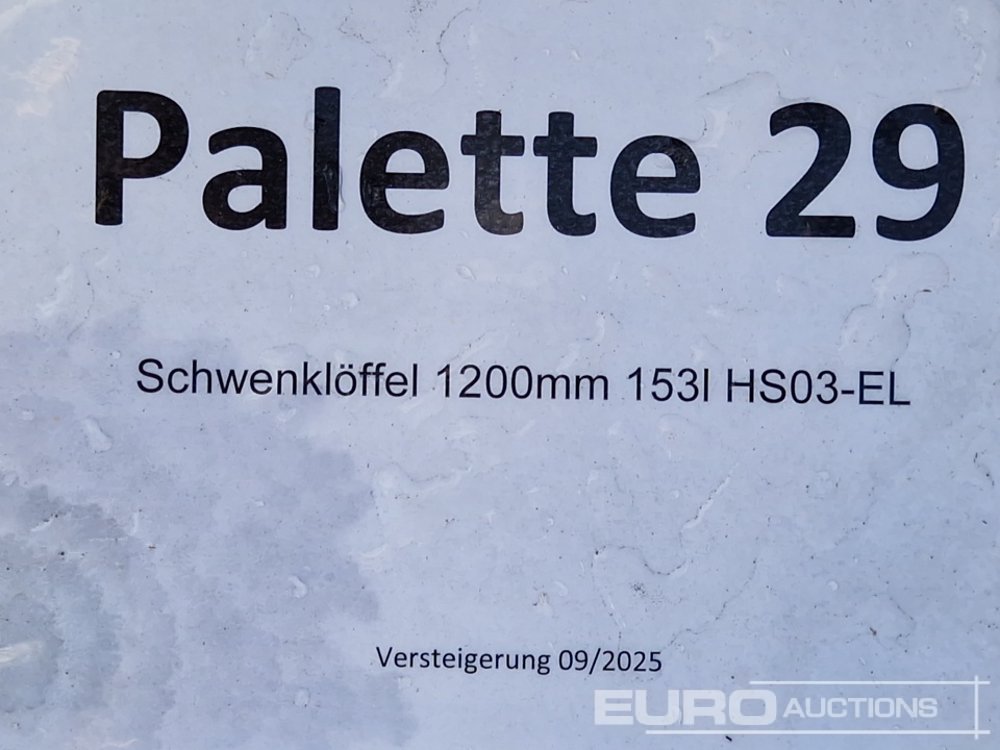 Palette 29
Schwenklöffel 1200mm 153l HS03-EL
Versteigerung 09/2025
EURO AUCTIONS